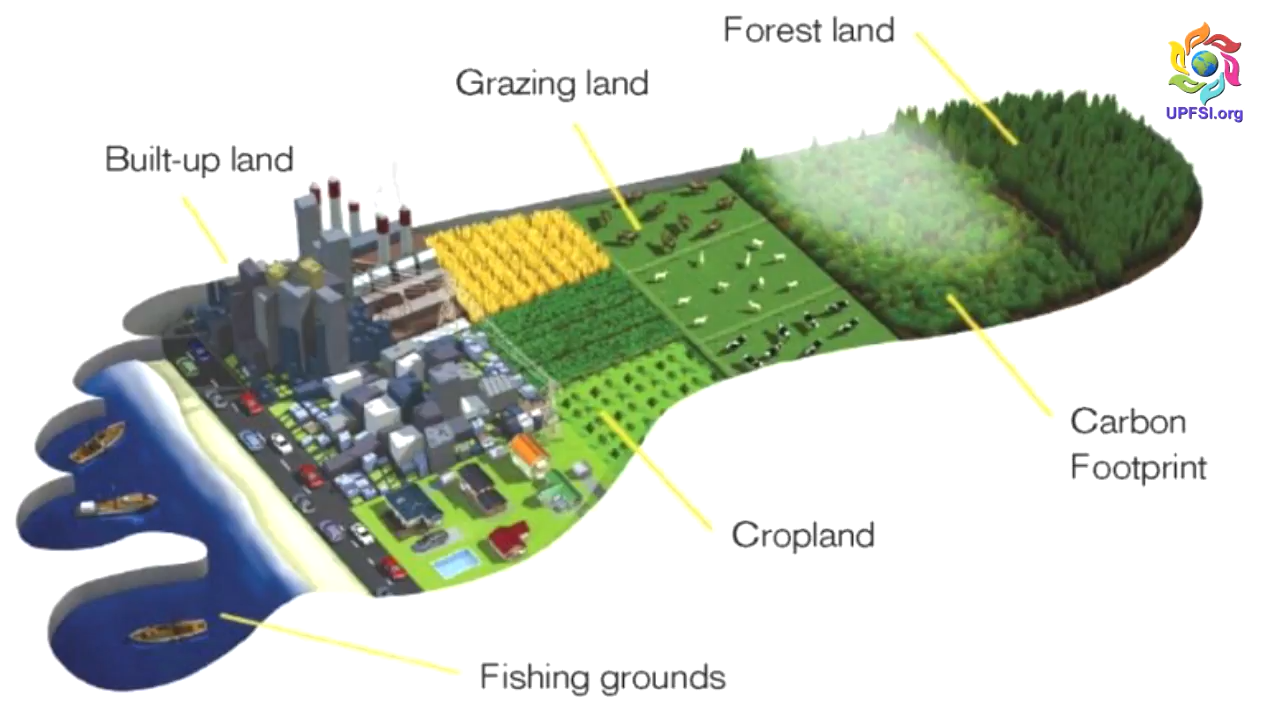 Forest land
Grazing land
UPFSI.org
Built-up land
Carbon
Footprint
Cropland
Fishing grounds